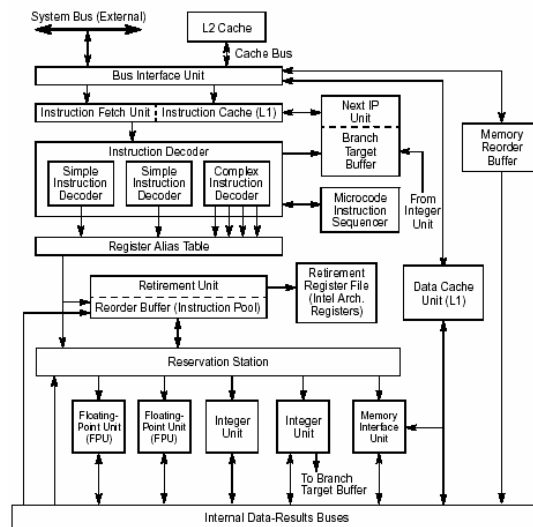 System Bus (External)
L2 Cache
Cache Bus
Bus Interface Unit
Instruction Fetch Unit
Instruction Cache (L1)
Next IP
Unit
Branch
Target
Buffer
Memory
Reorder
Buffer
Instruction Decoder
Simple
Instruction
Decoder
Simple
Instruction
Decoder
Complex
Instruction
Decoder
Microcode
Instruction
Sequencer
From
Integer
Unit
Register Alias Table
Retirement Unit
Reorder Buffer (Instruction Pool)
Retirement
Register File
(Intel Arch.
Registers)
Data Cache
Unit (L1)
Reservation Station
Floating-
Point Unit
(FPU)
Floating-
Point Unit
(FPU)
Integer
Unit
Integer
Unit
Memory
Interface
Unit
To Branch
Target Buffer
Internal Data-Results Buses